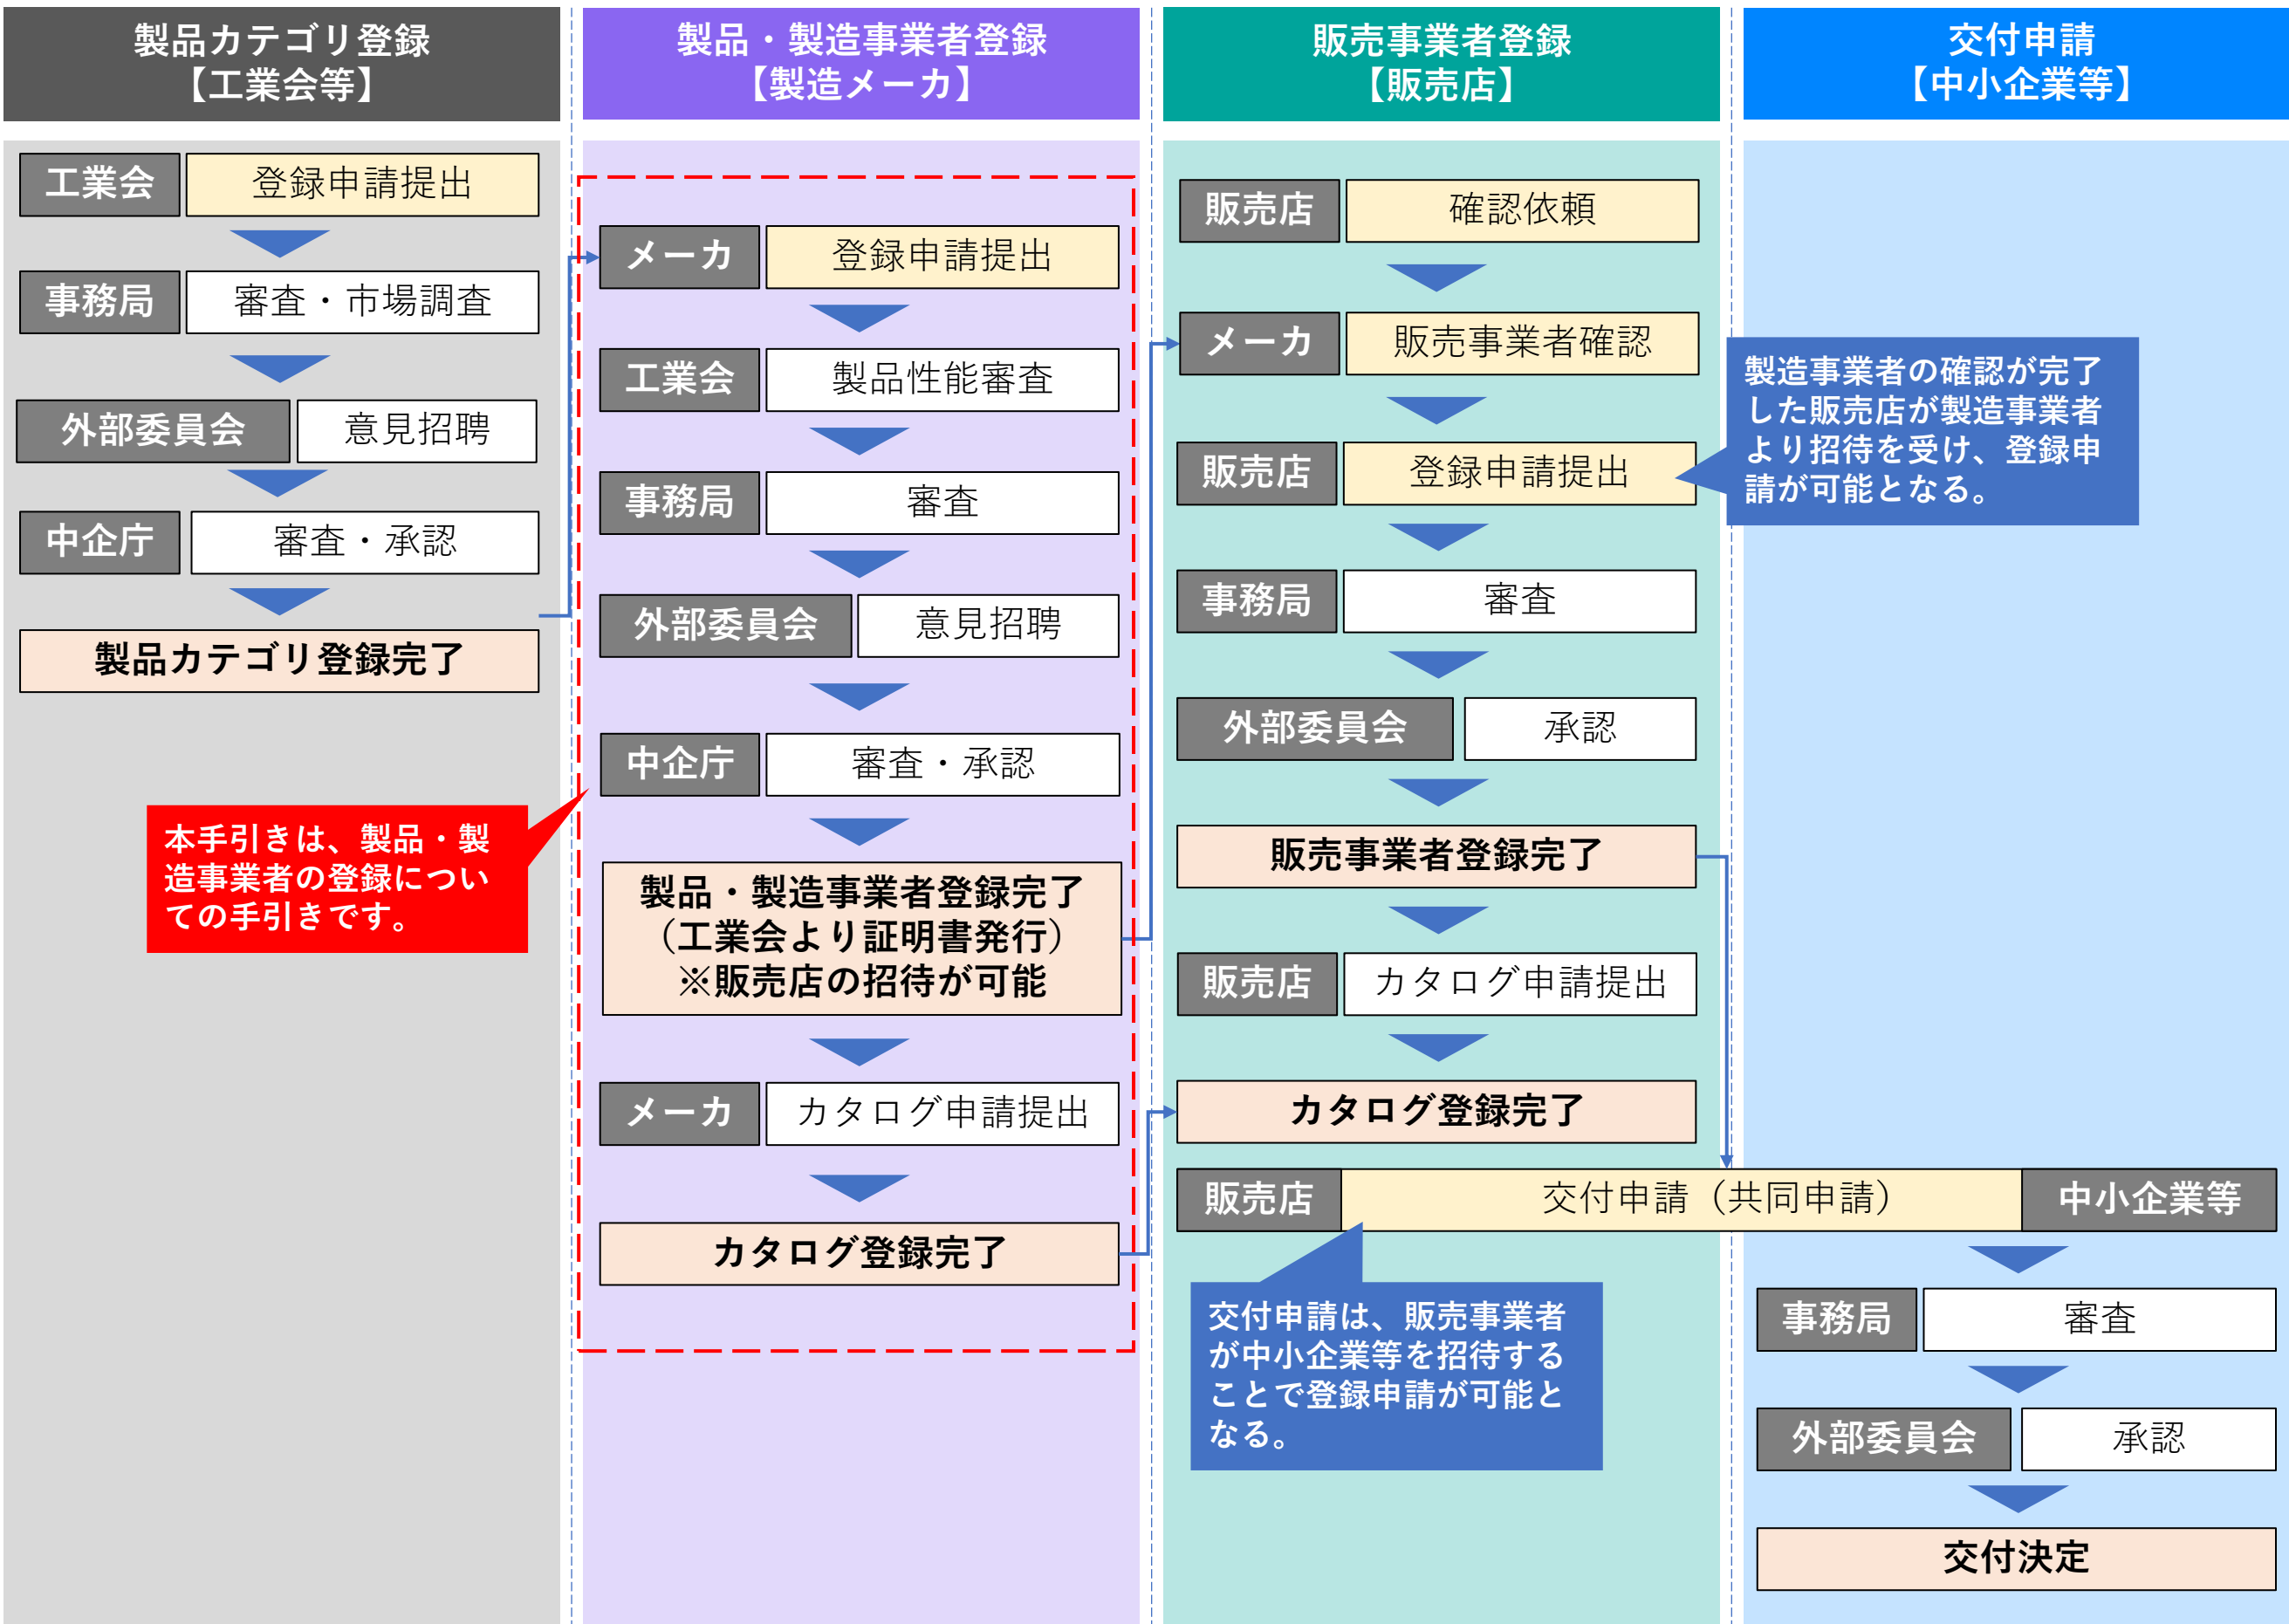 製品カテゴリ登録
【工業会等】
工業会
登録申請提出
事務局
審査・市場調査
外部委員会
意見招聘
中企庁
審査・承認
製品カテゴリ登録完了
本手引きは、製品・製
造事業者の登録につい
ての手引きです。
製品・製造事業者登録
【製造メーカ】
メーカ
登録申請提出
工業会
製品性能審査
事務局
審査
外部委員会
意見招聘
中企庁
審査・承認
製品・製造事業者登録完了
（工業会より証明書発行）
※販売店の招待が可能
メーカ
カタログ申請提出
カタログ登録完了
販売事業者登録
【販売店】
販売店
確認依頼
メーカ
販売事業者確認
販売店
登録申請提出
製造事業者の確認が完了
した販売店が製造事業者
より招待を受け、登録申
請が可能となる。
事務局
審査
外部委員会
承認
販売事業者登録完了
販売店
カタログ申請提出
カタログ登録完了
販売店
交付申請（共同申請）
中小企業等
交付申請は、販売事業者
が中小企業等を招待する
ことで登録申請が可能と
なる。
交付申請
【中小企業等】
事務局
審査
外部委員会
承認
交付決定